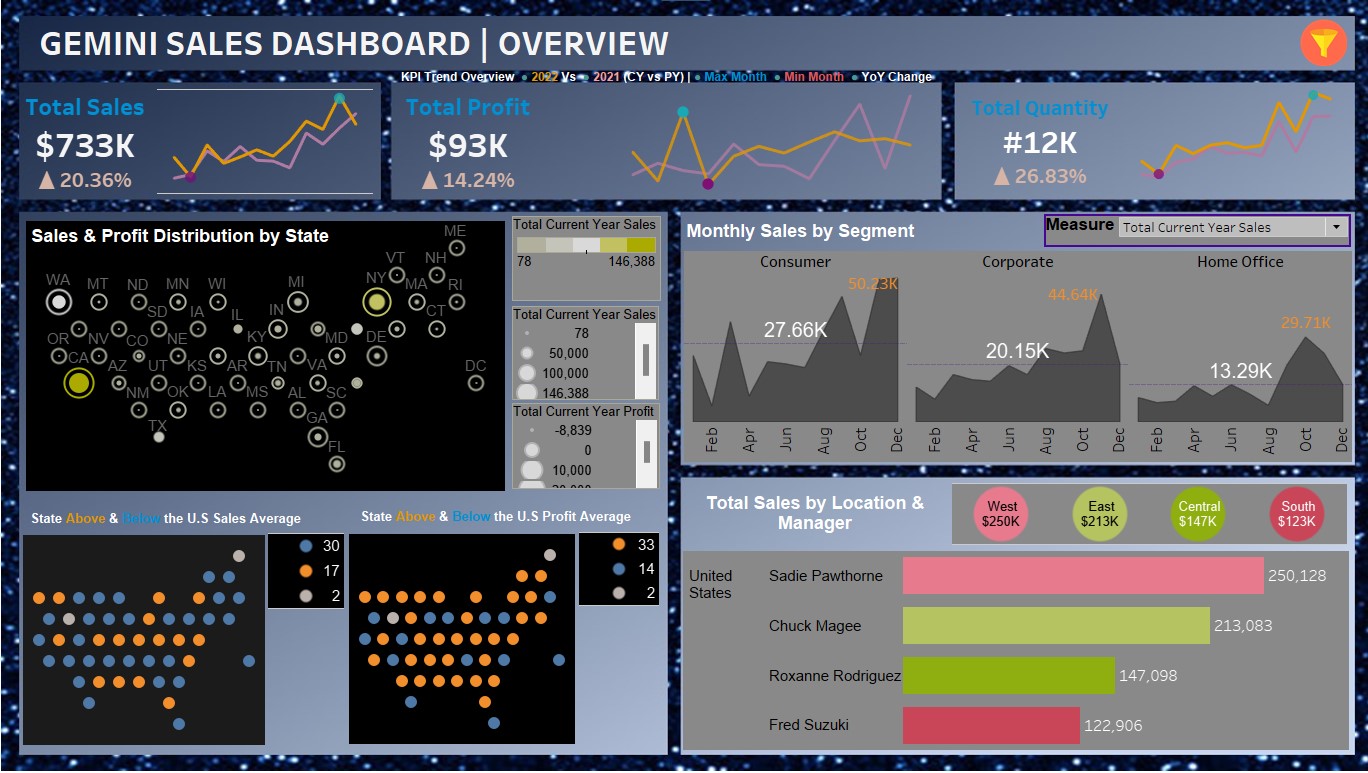 GEMINI SALES DASHBOARD | OVERVIEW
KPI Trend Overview • 2022 Vs • 2021 (CY vs PY) | • Max Month • Min Month • YoY Change
Total Sales
$733K
▲ 20.36%
Total Profit
$93K
▲ 14.24%
Total Quantity
#12K
▲ 26.83%
Sales & Profit Distribution by State
ME
VT NH
WA MT ND MN WI MI NY MA RI
SD IA IL IN CT
OR NV CO NE KY MD DE
CA AZ UT KS AR TN VA DC
NM OK LA MS AL SC
TX GA
FL
Total Current Year Sales
78 146,388
Total Current Year Sales
78
50,000
100,000
146,388
Total Current Year Profit
-8,839
0
10,000
Monthly Sales by Segment
Measure Total Current Year Sales
Consumer Corporate Home Office
50.23K 44.64K 29.71K
27.66K 20.15K 13.29K
Feb Apr Jun Aug Oct Dec Feb Apr Jun Aug Oct Dec Feb Apr Jun Aug Oct Dec
State Above & Below the U.S Sales Average
30
17
2
State Above & Below the U.S Profit Average
33
14
2
Total Sales by Location &
Manager
West
$250K
East
$213K
Central
$147K
South
$123K
United
States
Sadie Pawthorne 250,128
Chuck Magee 213,083
Roxanne Rodriguez 147,098
Fred Suzuki 122,906